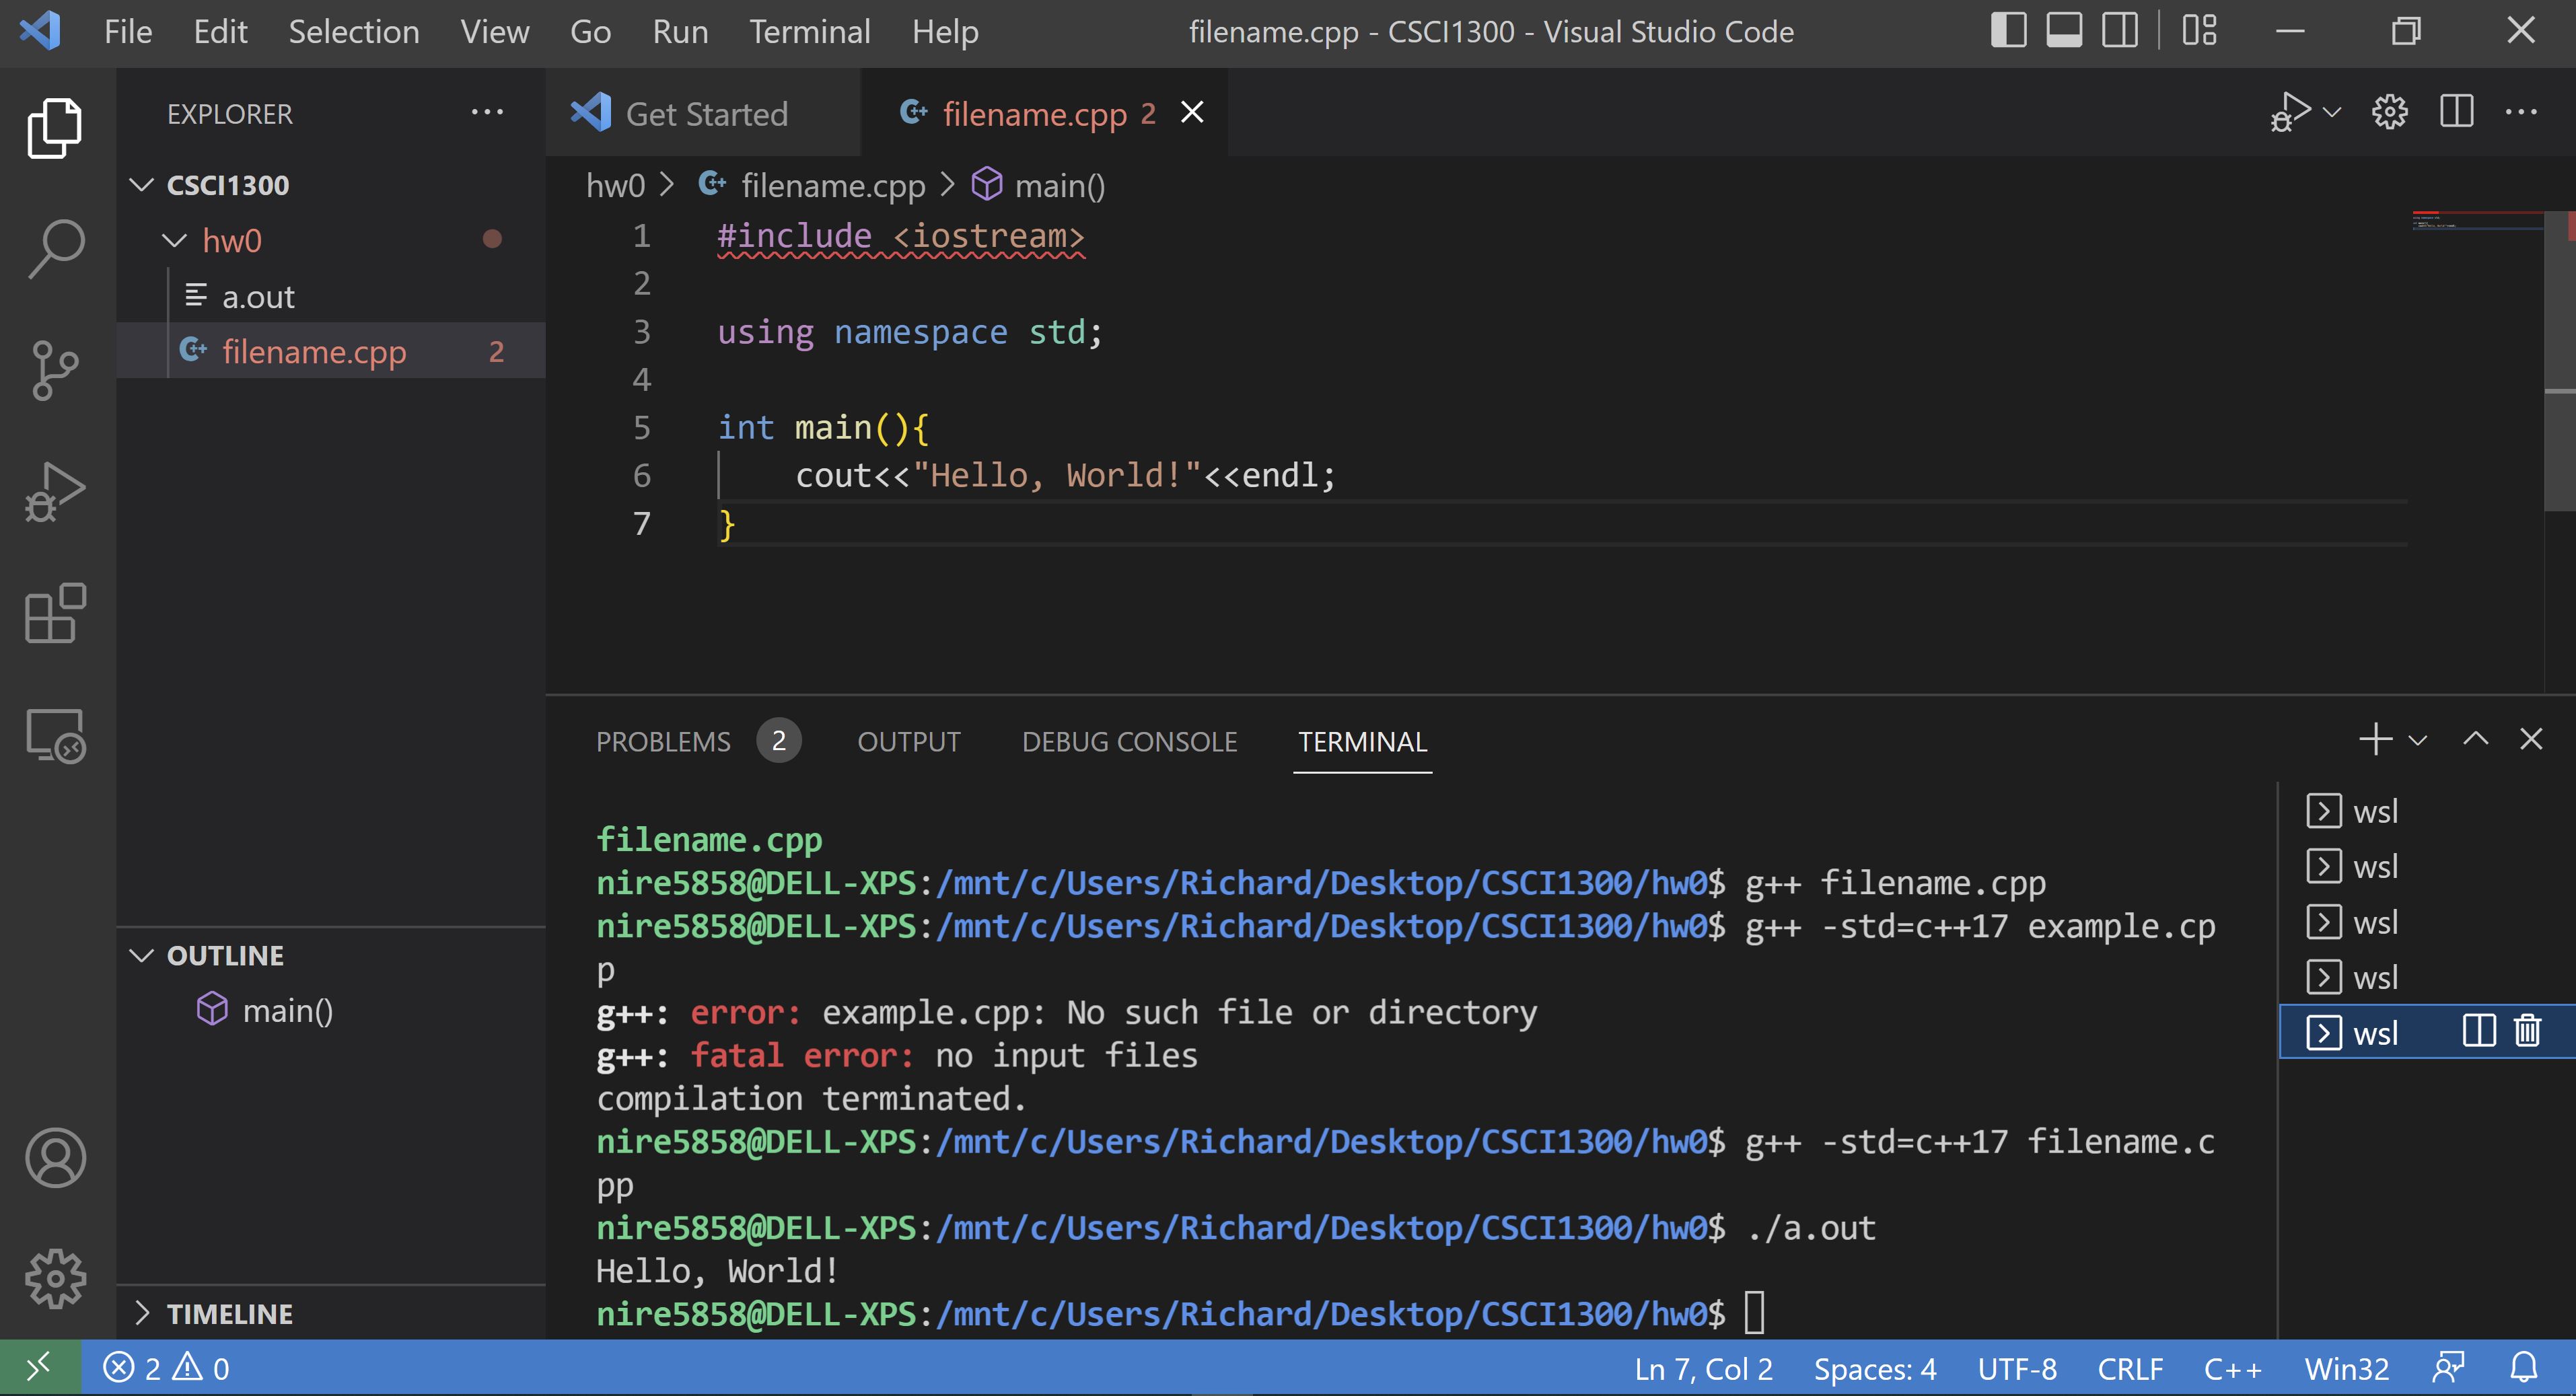 File Edit Selection View Go Run Terminal Help filename.cpp - CSCI1300 - Visual Studio Code
EXPLORER
CSCI1300
hw0
a.out
filename.cpp 2
OUTLINE
main()
TIMELINE
Get Started filename.cpp 2
hw0 > filename.cpp > main()
1 #include <iostream>
2
3 using namespace std;
4
5 int main(){
6 cout<<"Hello, World!"<<endl;
7 }
PROBLEMS 2 OUTPUT DEBUG CONSOLE TERMINAL
filename.cpp
nire5858@DELL-XPS:/mnt/c/Users/Richard/Desktop/CSCI1300/hw0$ g++ filename.cpp
nire5858@DELL-XPS:/mnt/c/Users/Richard/Desktop/CSCI1300/hw0$ g++ -std=c++17 example.cp
p
g++: error: example.cpp: No such file or directory
g++: fatal error: no input files
compilation terminated.
nire5858@DELL-XPS:/mnt/c/Users/Richard/Desktop/CSCI1300/hw0$ g++ -std=c++17 filename.c
pp
nire5858@DELL-XPS:/mnt/c/Users/Richard/Desktop/CSCI1300/hw0$ ./a.out
Hello, World!
nire5858@DELL-XPS:/mnt/c/Users/Richard/Desktop/CSCI1300/hw0$
wsl
wsl
wsl
wsl
wsl
2 0 Ln 7, Col 2 Spaces: 4 UTF-8 CRLF C++ Win32